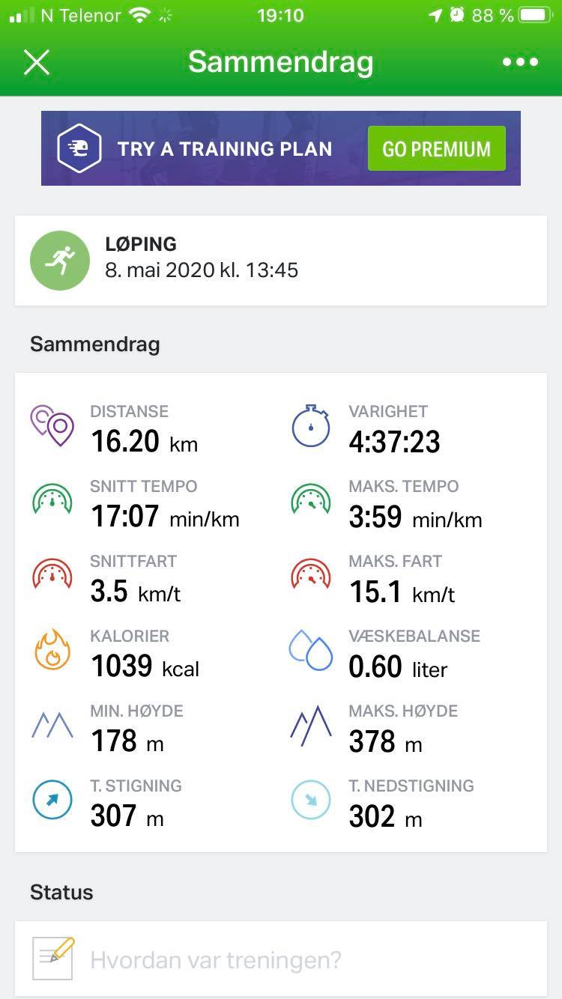 N Telenor 19:10 88 %
Sammendrag
TRY A TRAINING PLAN GO PREMIUM
LØPING
8. mai 2020 kl. 13:45
Sammendrag
DISTANSE VARIGHET
16.20 km 4:37:23
SNITT TEMPO MAKS. TEMPO
17:07 min/km 3:59 min/km
SNITTFART MAKS. FART
3.5 km/t 15.1 km/t
KALORIER VÆSKEBALANSE
1039 kcal 0.60 liter
MIN. HØYDE MAKS. HØYDE
178 m 378 m
T. STIGNING T. NEDSTIGNING
307 m 302 m
Status
Hvordan var treningen?